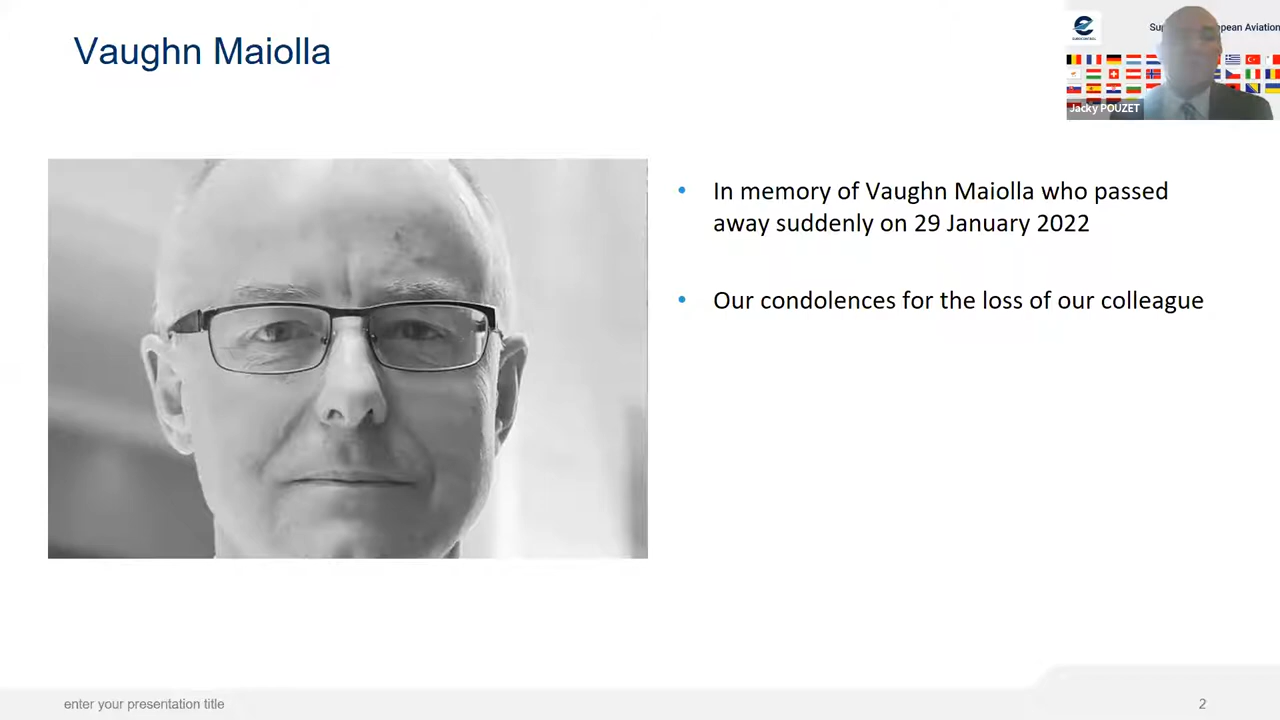 Vaughn Maiolla
EUROCONTROL
Jacky POUZET
In memory of Vaughn Maiolla who passed
away suddenly on 29 January 2022
Our condolences for the loss of our colleague
enter your presentation title
2